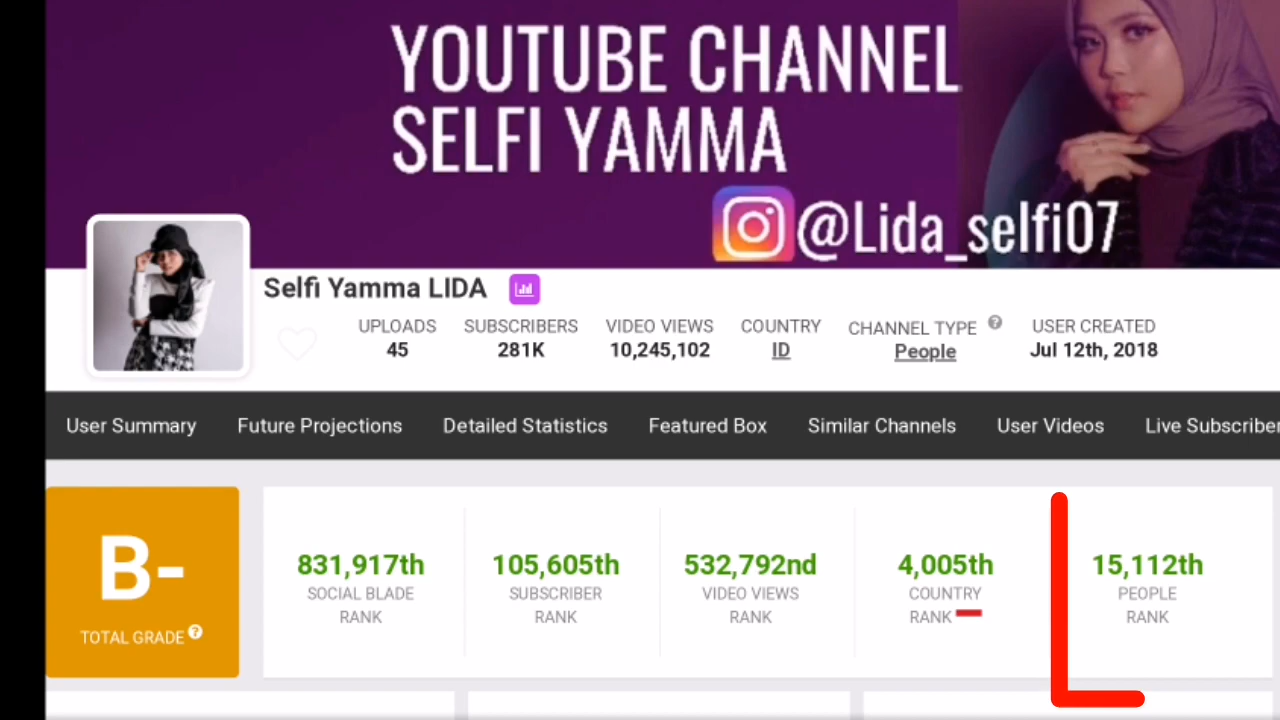 YOUTUBE CHANNEL
SELFI YAMMA
@Lida_selfi07
Selfi Yamma LIDA
UPLOADS
45
SUBSCRIBERS
281K
VIDEO VIEWS
10,245,102
COUNTRY
ID
CHANNEL TYPE ?
People
USER CREATED
Jul 12th, 2018
User Summary Future Projections Detailed Statistics Featured Box Similar Channels User Videos Live Subscriber
B-
TOTAL GRADE ?
831,917th
SOCIAL BLADE
RANK
105,605th
SUBSCRIBER
RANK
532,792nd
VIDEO VIEWS
RANK
4,005th
COUNTRY
RANK
15,112th
PEOPLE
RANK